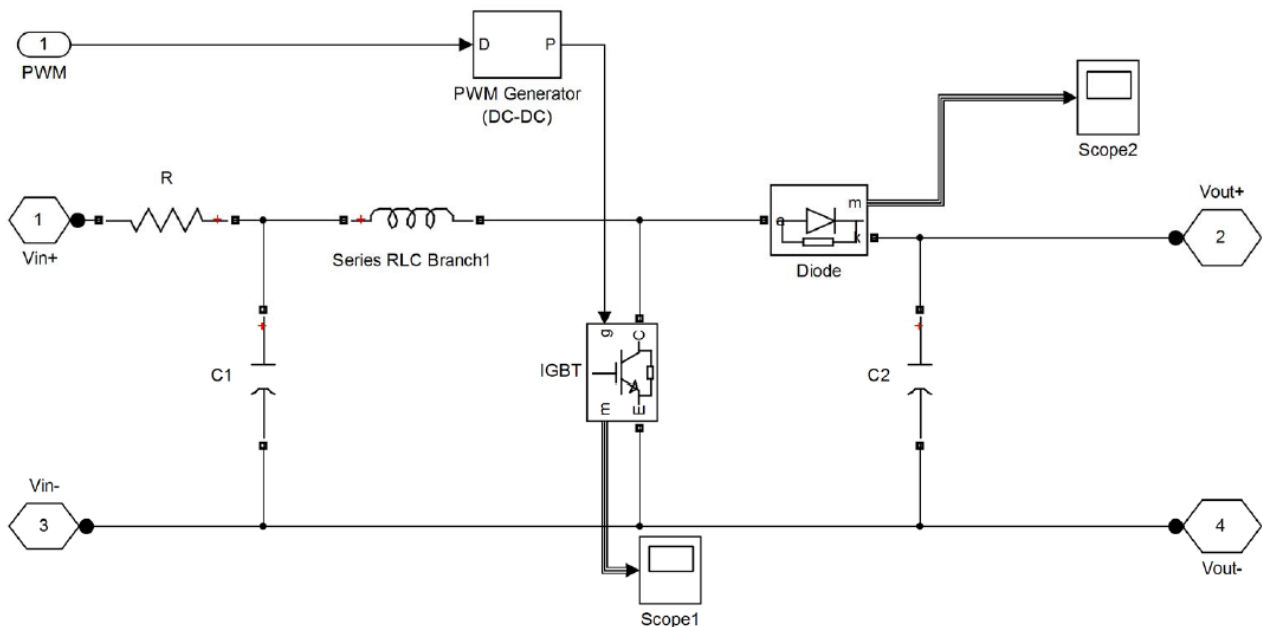 1
PWM
D
P
PWM Generator
(DC-DC)
Scope2
R
1
Vin+
Series RLC Branch1
a
m
k
Diode
Vout+
2
g
C
IGBT
m
E
C1
C2
Vin-
3
4
Vout-
Scope1